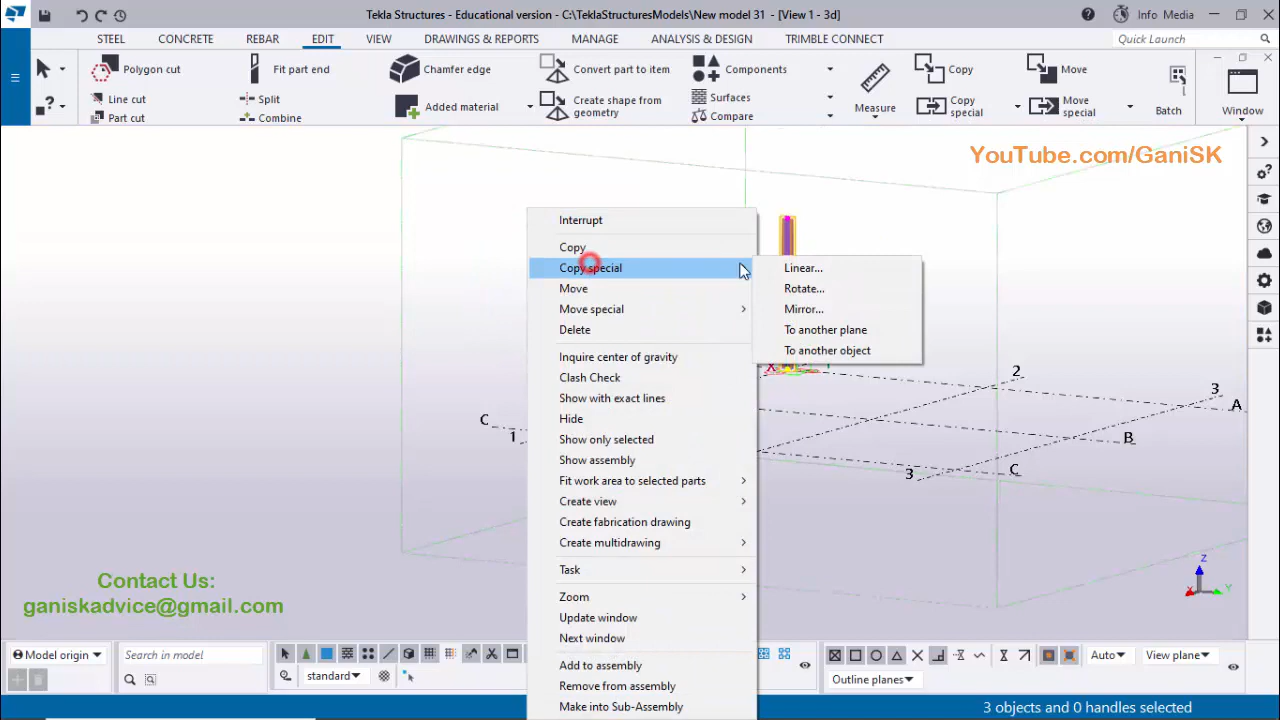 Tekla Structures - Educational version - C:\TeklaStructuresModels\New model 31 - [View 1 - 3d]
Info Media
STEEL
CONCRETE
REBAR
EDIT
VIEW
DRAWINGS & REPORTS
MANAGE
ANALYSIS & DESIGN
TRIMBLE CONNECT
Quick Launch
Polygon cut
Line cut
Part cut
Fit part end
Split
Combine
Chamfer edge
Added material
Convert part to item
Create shape from
geometry
Components
Surfaces
Compare
Measure
Copy
Copy
special
Move
Move
special
Batch
Window
YouTube.com/GaniSK
Interrupt
Copy
Copy special
Move
Move special
Delete
Inquire center of gravity
Clash Check
Show with exact lines
Hide
Show only selected
Show assembly
Fit work area to selected parts
Create view
Create fabrication drawing
Create multidrawing
Task
Zoom
Update window
Next window
Add to assembly
Remove from assembly
Make into Sub-Assembly
Linear...
Rotate...
Mirror...
To another plane
To another object
X
2
3
A
B
C
3
C
1
Z
X
Y
Contact Us:
ganiskadvice@gmail.com
Model origin
Search in model
standard
Auto
View plane
Outline planes
3 objects and 0 handles selected